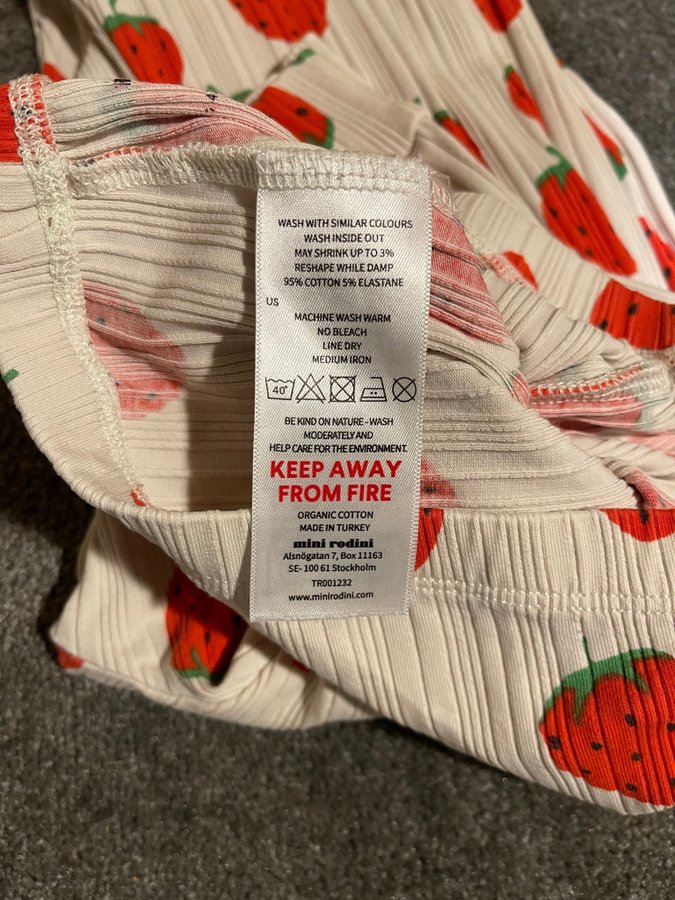 WASH WITH SIMILAR COLOURS
WASH INSIDE OUT
MAY SHRINK UP TO 3%
RESHAPE WHILE DAMP
95% COTTON 5% ELASTANE
US
MACHINE WASH WARM
NO BLEACH
LINE DRY
MEDIUM IRON
40°
BE KIND ON NATURE - WASH
MODERATELY AND
HELP CARE FOR THE ENVIRONMENT.
KEEP AWAY
FROM FIRE
ORGANIC COTTON
MADE IN TURKEY
mini rodini
Alsnögatan 7, Box 11163
SE- 100 61 Stockholm
TR001232
www.minirodini.com